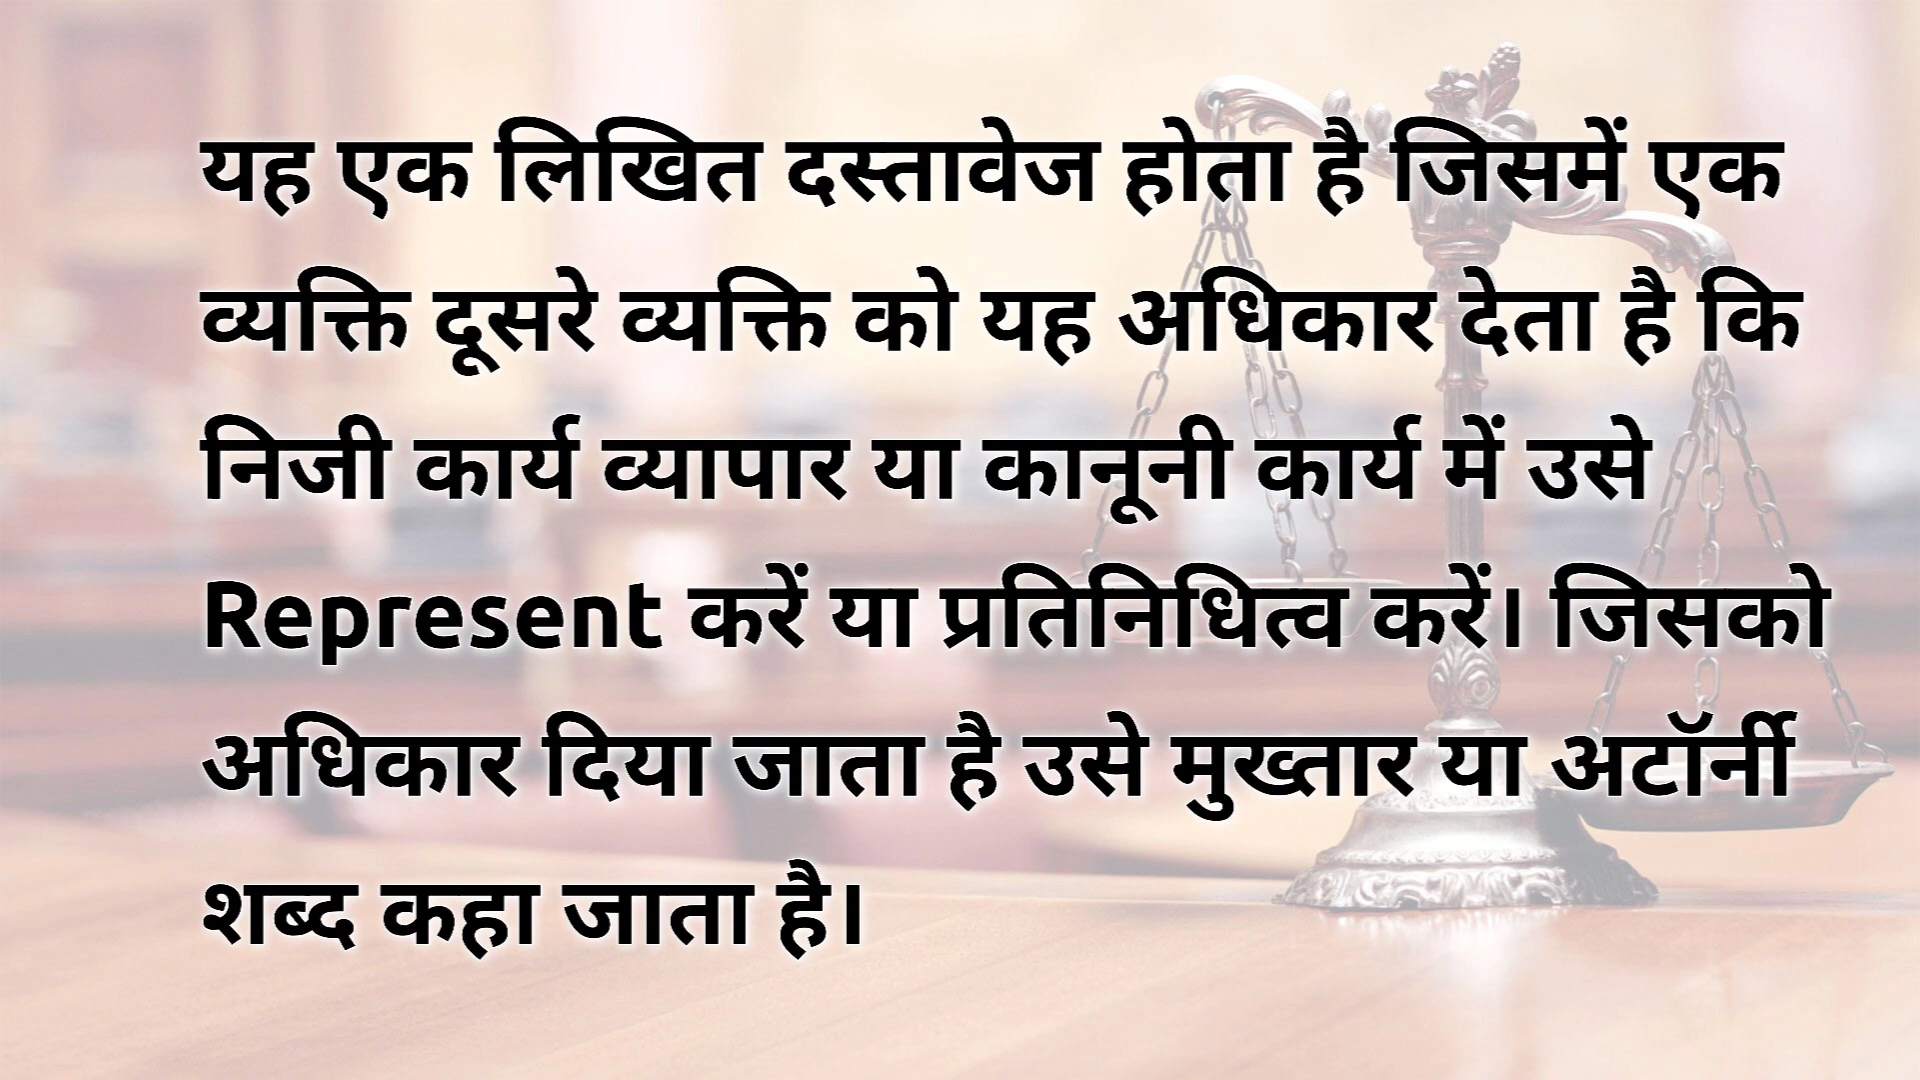 यह एक लिखित दस्तावेज होता है जिसमें एक
व्यक्ति दूसरे व्यक्ति को यह अधिकार देता है कि
निजी कार्य व्यापार या कानूनी कार्य में उसे
Represent करें या प्रतिनिधित्व करें। जिसको
अधिकार दिया जाता है उसे मुख्तार या अटॉर्नी
शब्द कहा जाता है।